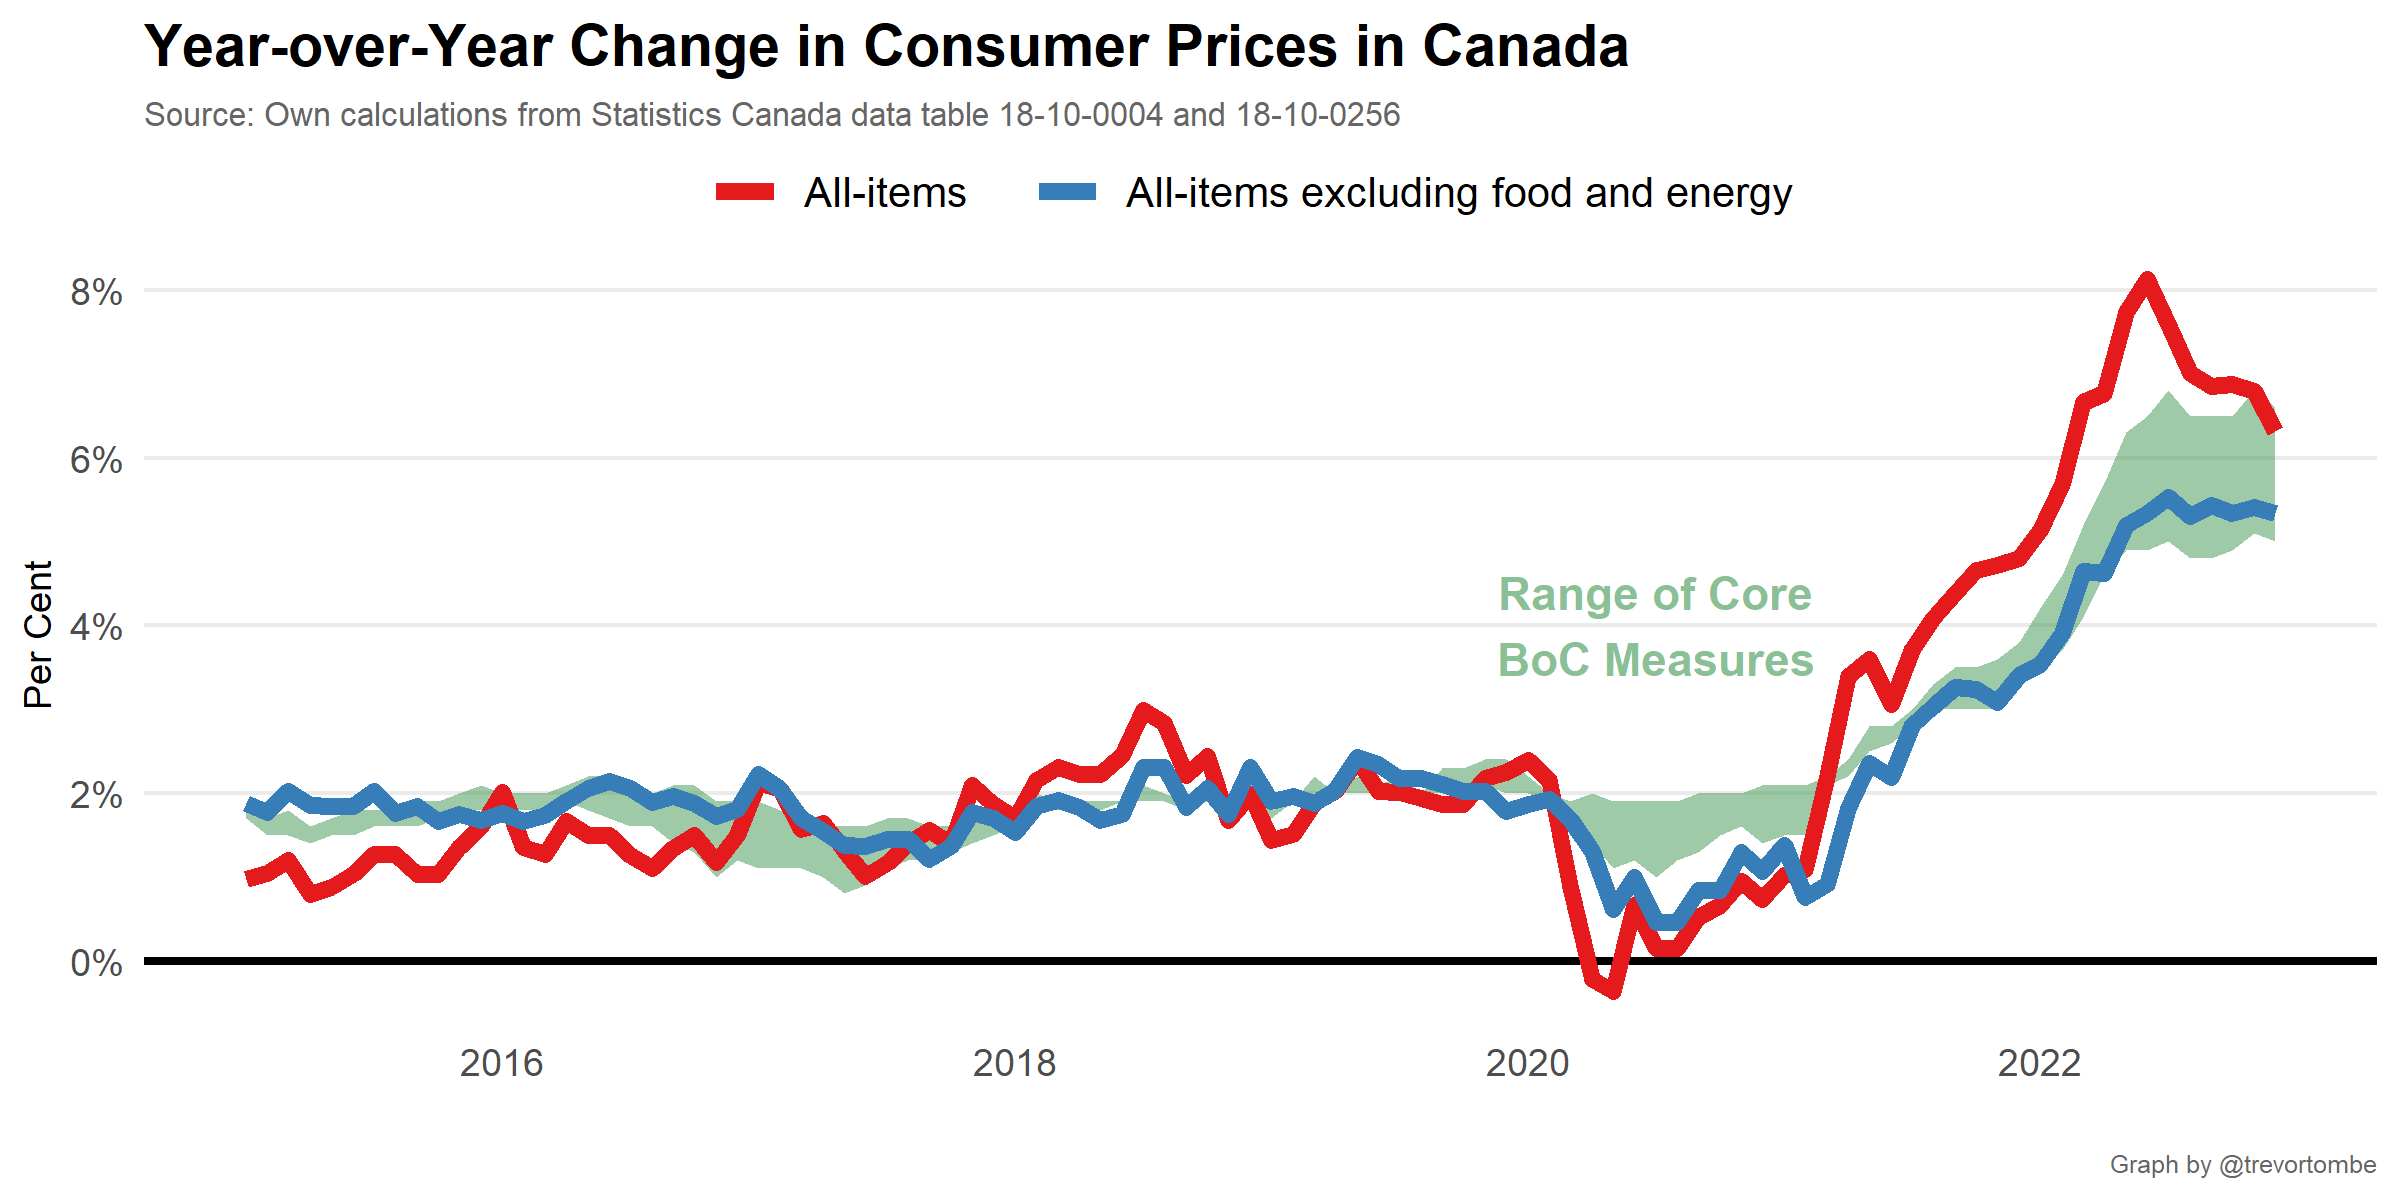 Year-over-Year Change in Consumer Prices in Canada
Source: Own calculations from Statistics Canada data table 18-10-0004 and 18-10-0256
All-items
All-items excluding food and energy
Per Cent
8%
6%
4%
2%
0%
Range of Core
BoC Measures
2016
2018
2020
2022
Graph by @trevortombe